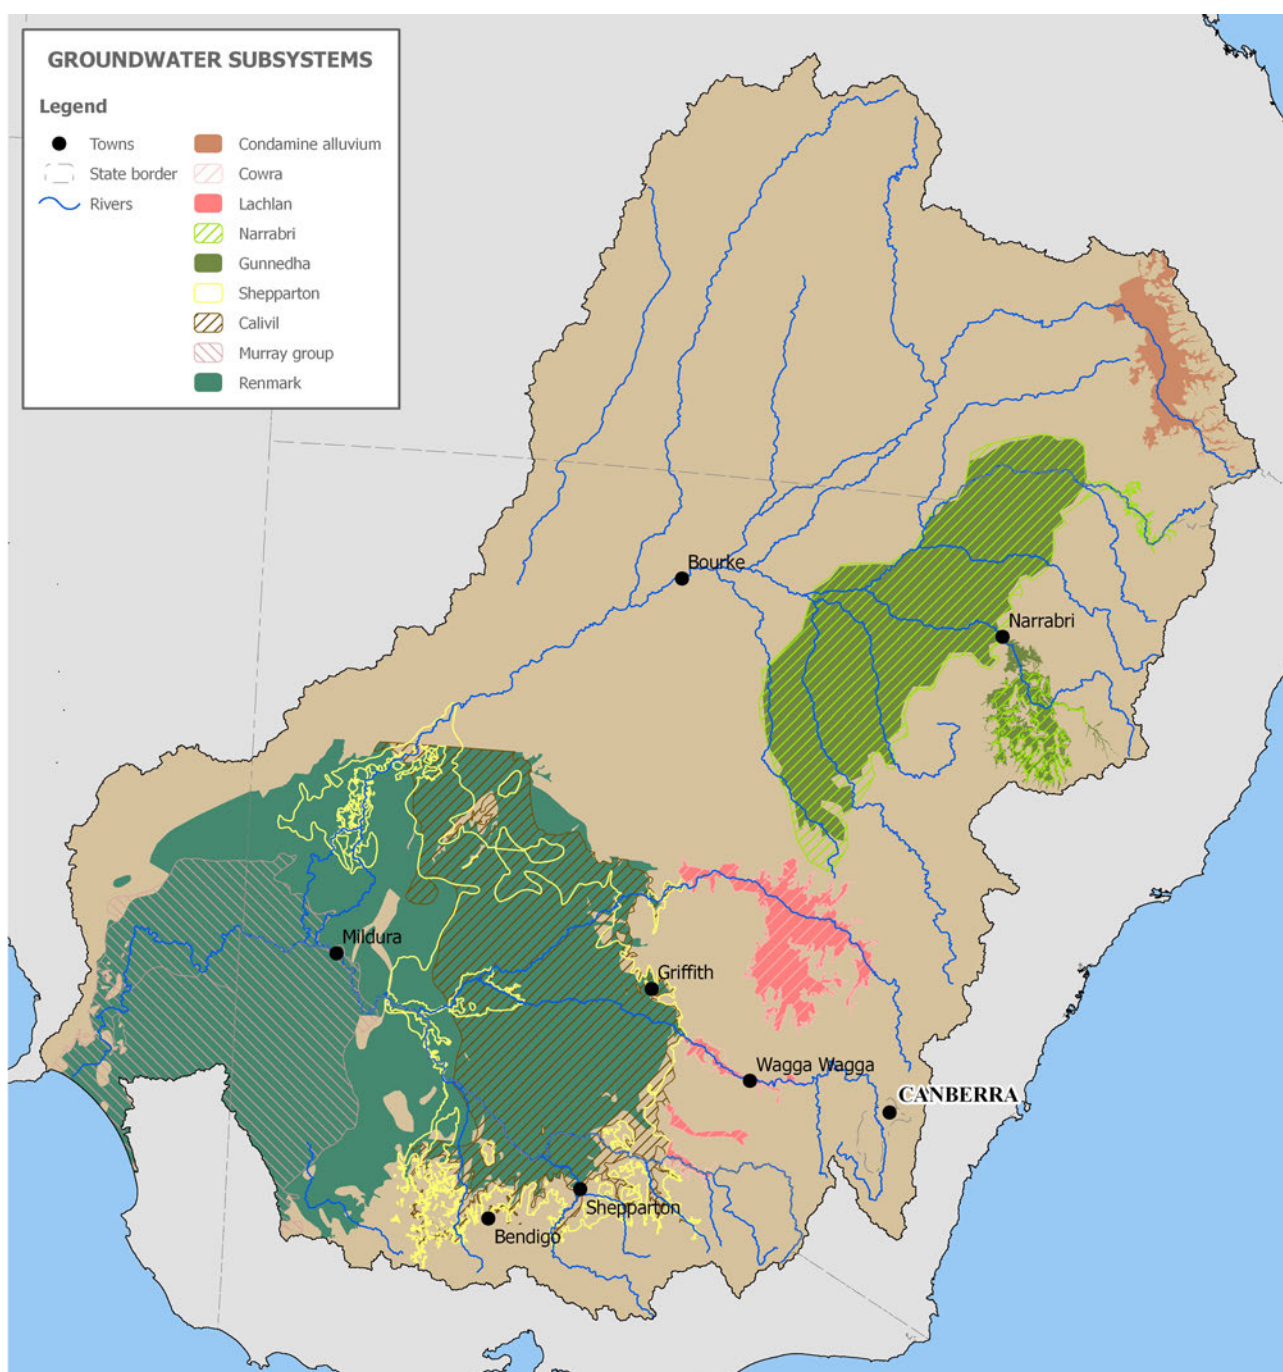 GROUNDWATER SUBSYSTEMS
Legend
Towns
State border
Rivers
Condamine alluvium
Cowra
Lachlan
Narrabri
Gunnedha
Shepparton
Calivil
Murray group
Renmark
Bourke
Narrabri
Mildura
Griffith
Wagga Wagga
CANBERRA
Shepparton
Bendigo